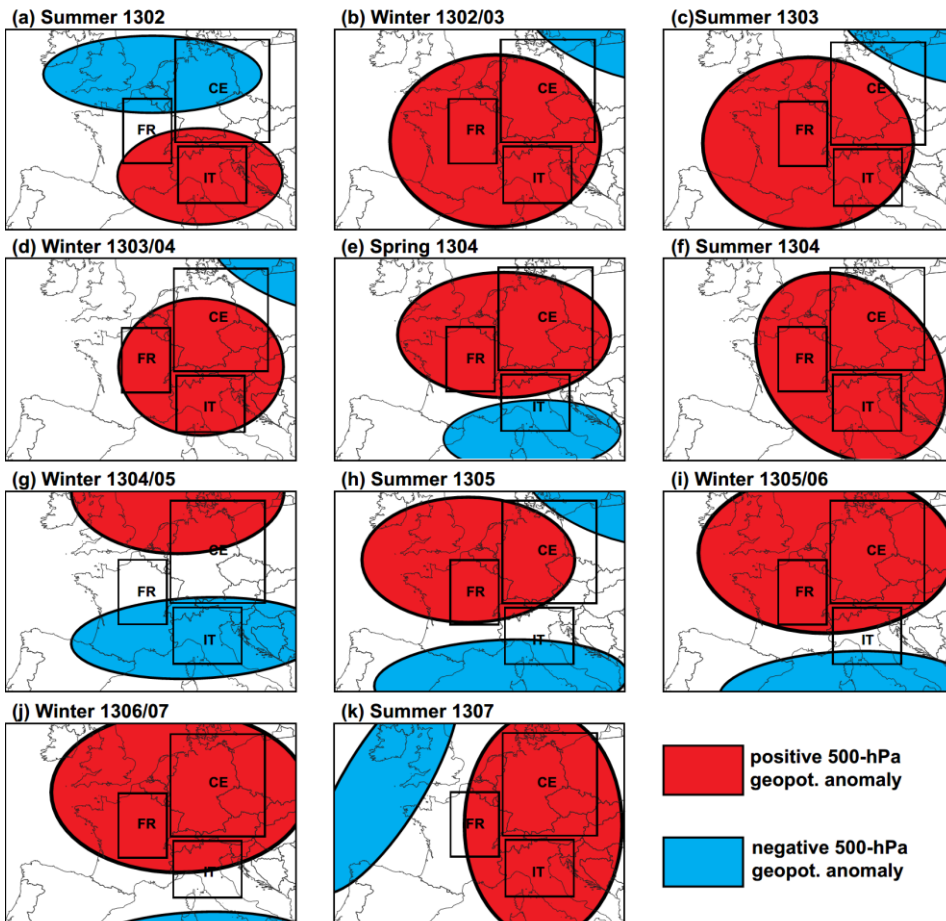 (a) Summer 1302
(b) Winter 1302/03
(c)Summer 1303
CE
FR
IT
CE
FR
IT
CE
FR
IT
(d) Winter 1303/04
(e) Spring 1304
(f) Summer 1304
CE
FR
IT
CE
FR
IT
CE
FR
IT
(g) Winter 1304/05
(h) Summer 1305
(i) Winter 1305/06
CE
FR
IT
CE
FR
IT
CE
FR
IT
(j) Winter 1306/07
(k) Summer 1307
CE
FR
IT
CE
FR
IT
positive 500-hPa
geopot. anomaly
negative 500-hPa
geopot. anomaly